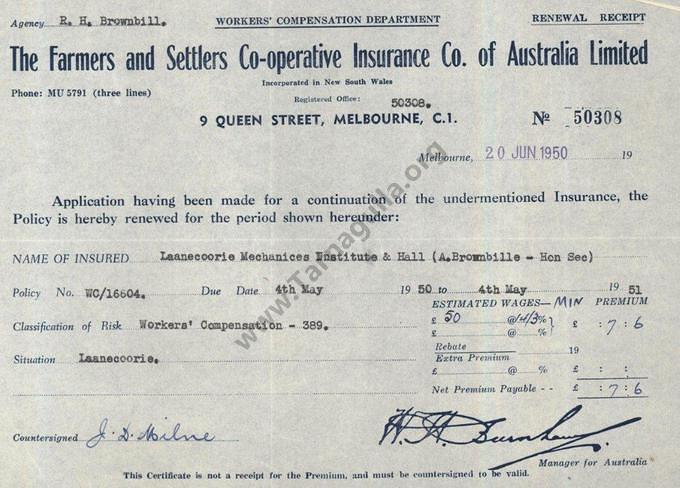 Agency R. H. Brownbill. WORKERS' COMPENSATION DEPARTMENT RENEWAL RECEIPT
The Farmers and Settlers Co-operative Insurance Co. of Australia Limited
Incorporated in New South Wales
Phone: MU 5791 (three lines)
Registered Office: 50308.
9 QUEEN STREET, MELBOURNE, C.1. No 50308
Melbourne, 20 JUN 1950 19
Application having been made for a continuation of the undermentioned Insurance, the
Policy is hereby renewed for the period shown hereunder:
NAME OF INSURED Laanecoorie Mechanices Institute & Hall (A.Brownbille - Hon Sec)
Policy No. WC/16604. Due Date 4th May 1950 to 4th May 1951
ESTIMATED WAGES— MIN PREMIUM
£ 50 @ % £ : 7 : 6
Classification of Risk Workers' Compensation - 389.
£ @ %
Rebate 19
Situation Laanecoorie.
Extra Premium
£ @ % £ : :
Net Premium Payable - - £ : 7 : 6
Countersigned J. D. Milne
Manager for Australia
This Certificate is not a receipt for the Premium, and must be countersigned to be valid.
www.Tarnagulla.org